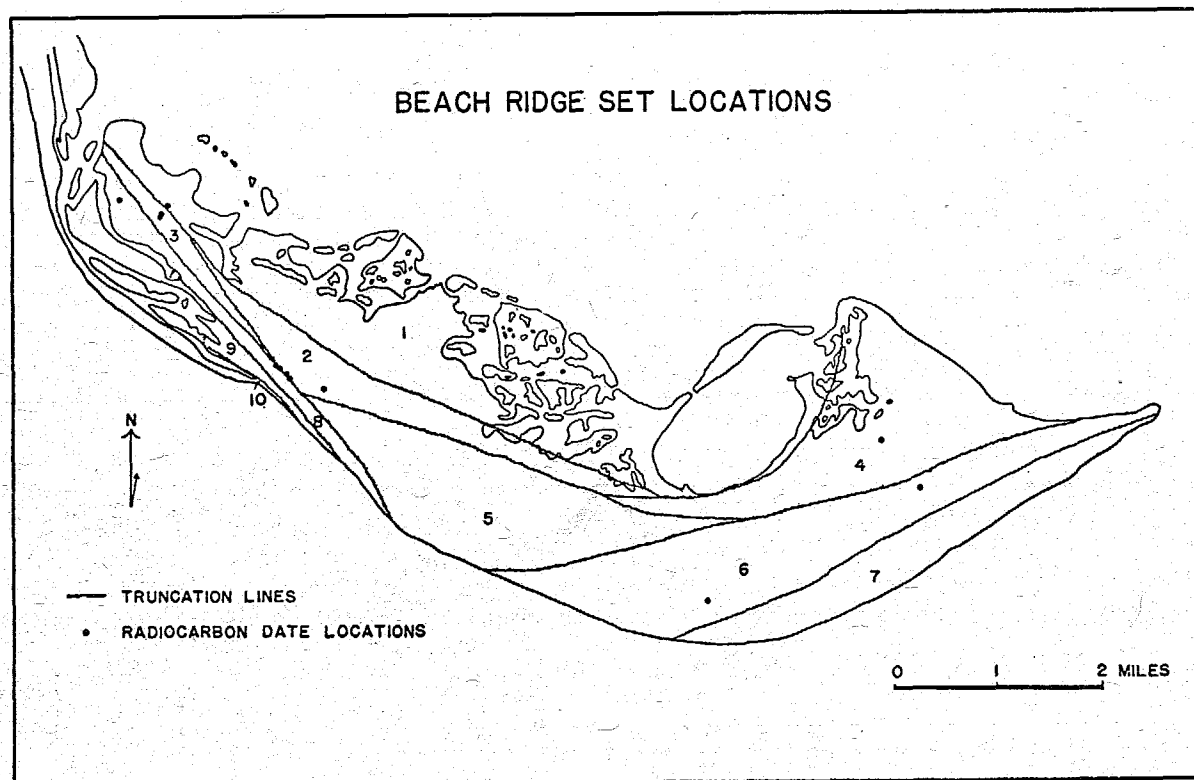 BEACH RIDGE SET LOCATIONS
3
1
2
9
10
8
N
4
5
6
7
TRUNCATION LINES
RADIOCARBON DATE LOCATIONS
0 1 2 MILES